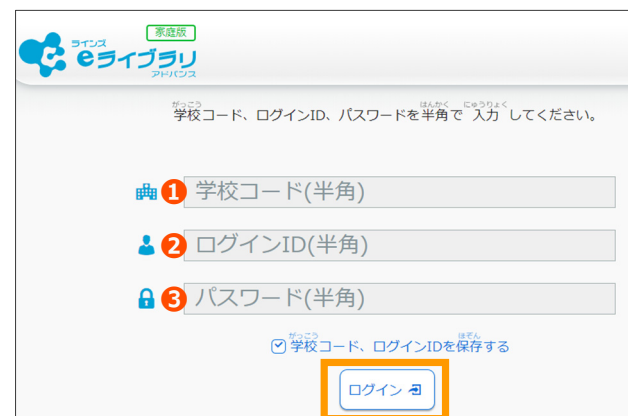 家庭版
ラインズ
eライブラリ
アドバンス
がっこう はんかく にゅうりょく
学校コード、ログインID、パスワードを半角で 入力 してください。
1 学校コード(半角)
2 ログインID(半角)
3 パスワード(半角)
がっこう ほぞん
学校コード、ログインIDを保存する
ログイン